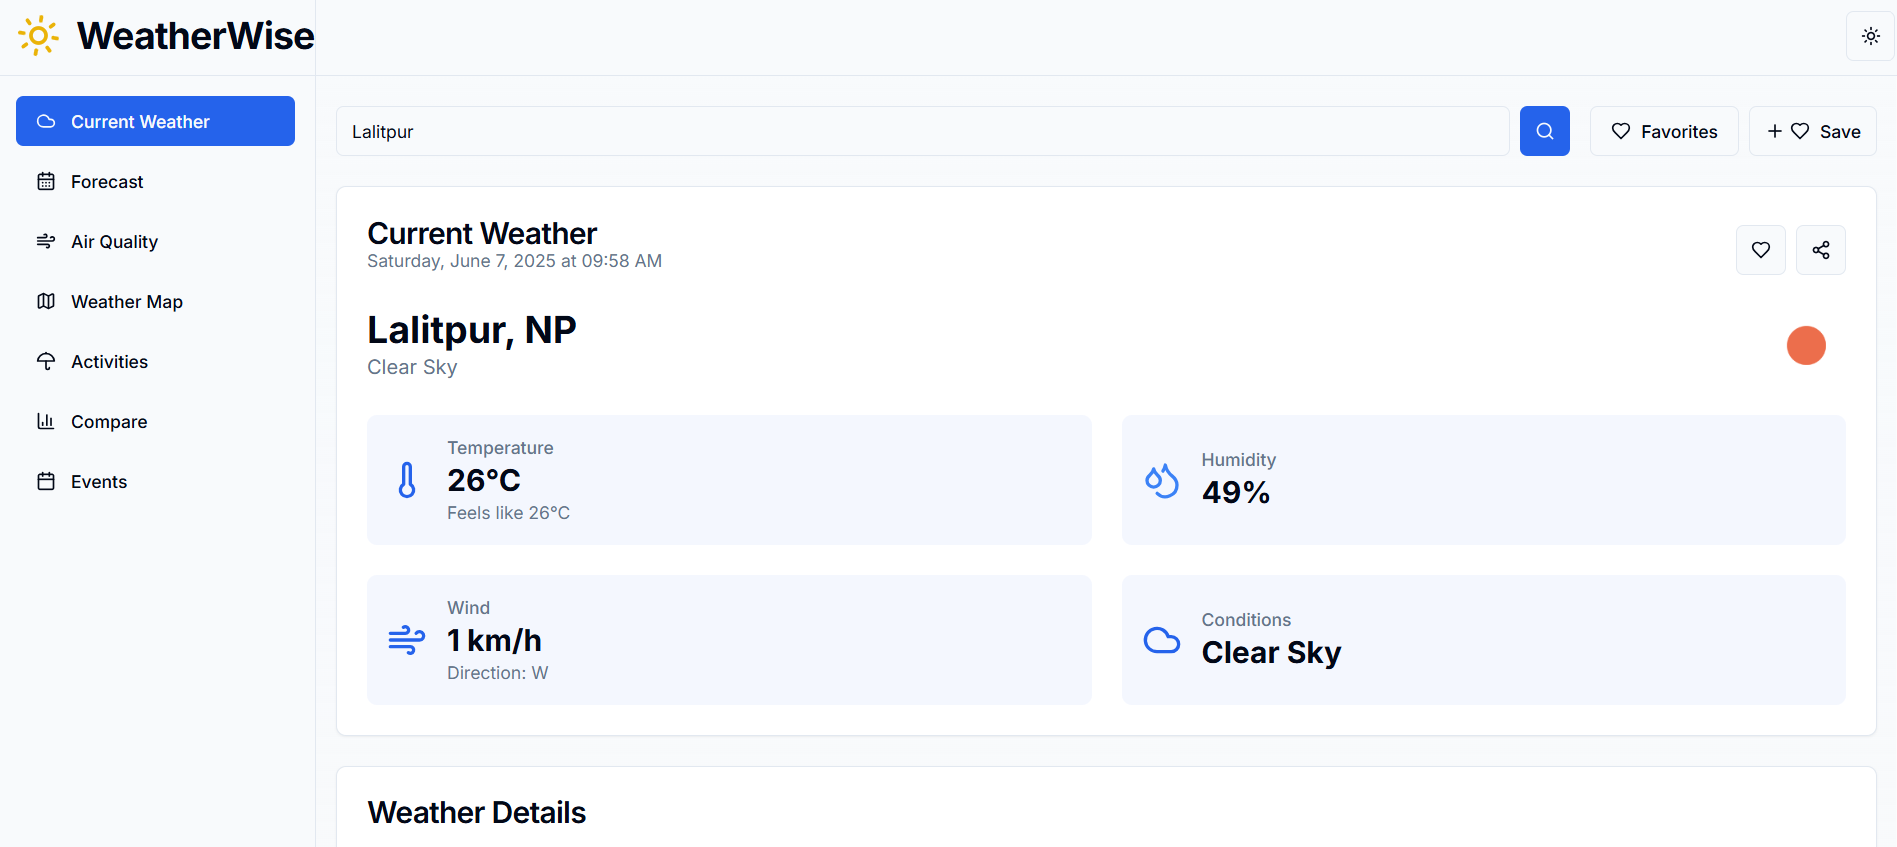 WeatherWise
Current Weather
Forecast
Air Quality
Weather Map
Activities
Compare
Events
Lalitpur
Favorites
Save
Current Weather
Saturday, June 7, 2025 at 09:58 AM
Lalitpur, NP
Clear Sky
Temperature
26°C
Feels like 26°C
Humidity
49%
Wind
1 km/h
Direction: W
Conditions
Clear Sky
Weather Details